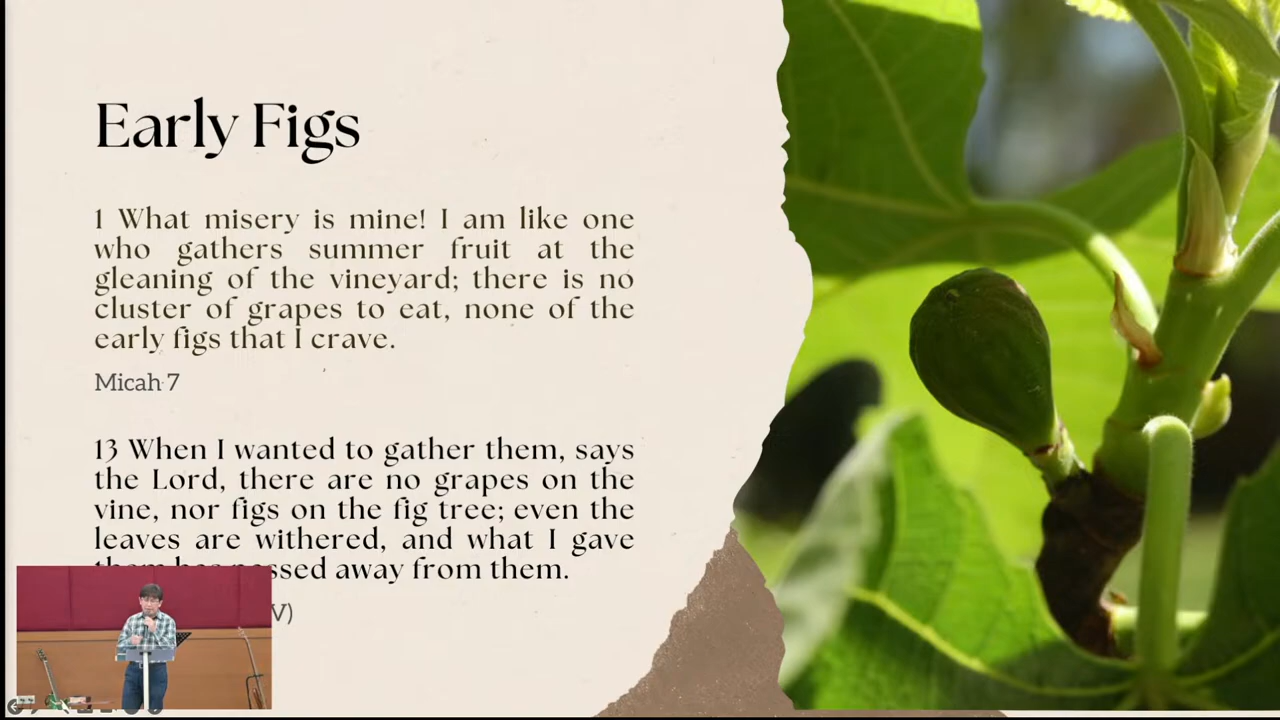 Early Figs
1 What misery is mine! I am like one
who gathers summer fruit at the
gleaning of the vineyard; there is no
cluster of grapes to eat, none of the
early figs that I crave.
Micah 7
13 When I wanted to gather them, says
the Lord, there are no grapes on the
vine, nor figs on the fig tree; even the
leaves are withered, and what I gave
them has passed away from them.
V)